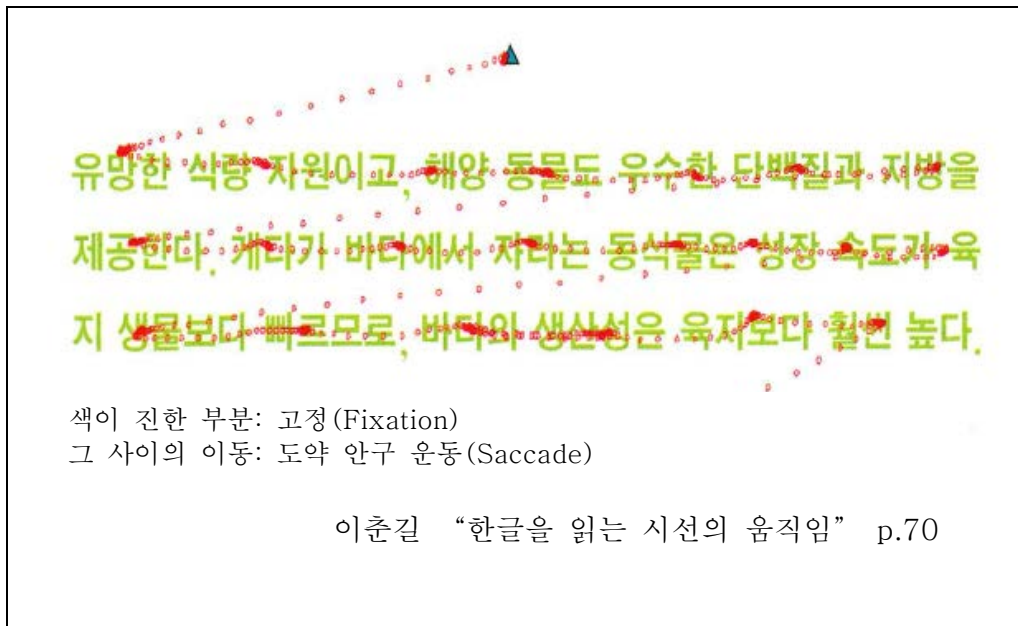 유망한 식량 자원이고, 해양 동물도 우수한 단백질과 지방을
제공한다. 게다가 바다에서 자라는 동식물은 성장 속도가 육
지 생물보다 빠르므로, 바다의 생산성은 육지보다 훨씬 높다.
색이 진한 부분: 고정(Fixation)
그 사이의 이동: 도약 안구 운동(Saccade)
이춘길 “한글을 읽는 시선의 움직임” p.70